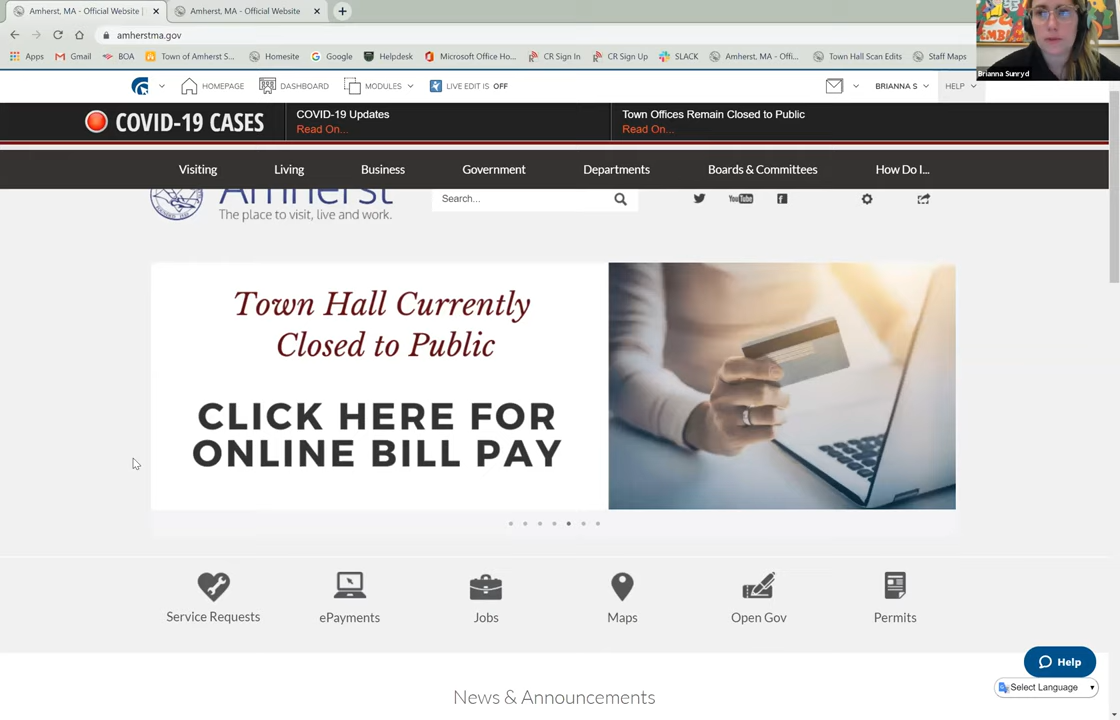 Amherst, MA - Official Website
Amherst, MA - Official Website
amherstma.gov
Apps
Gmail
BOA
Town of Amherst S...
Homesite
Google
Helpdesk
Microsoft Office Ho...
CR Sign In
CR Sign Up
SLACK
Amherst, MA - Offi...
Town Hall Scan Edits
Staff Maps
Brianna Sunryd
HOMEPAGE
DASHBOARD
MODULES
LIVE EDIT IS OFF
BRIANNA S
HELP
COVID-19 CASES
COVID-19 Updates
Read On...
Town Offices Remain Closed to Public
Read On...
Visiting
Living
Business
Government
Departments
Boards & Committees
How Do I...
Amherst
The place to visit, live and work.
Search...
You Tube
Town Hall Currently
Closed to Public
CLICK HERE FOR
ONLINE BILL PAY
Service Requests
ePayments
Jobs
Maps
Open Gov
Permits
Help
Select Language
News & Announcements